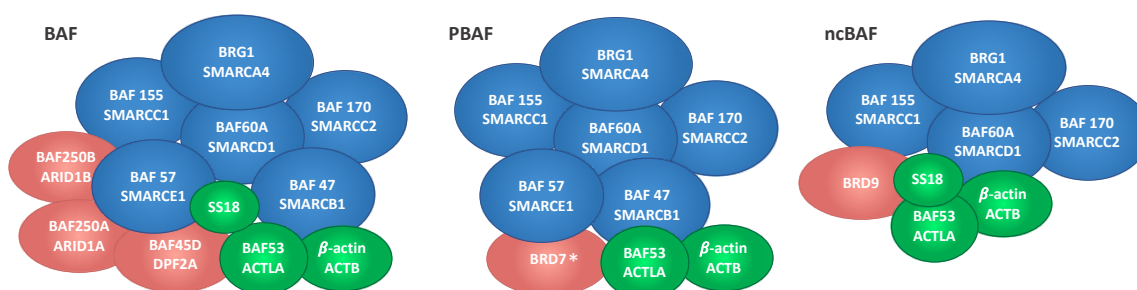 BAF
BRG1
SMARCA4
BAF 155
SMARCC1
BAF 170
SMARCC2
BAF60A
SMARCD1
BAF250B
ARID1B
BAF 57
SMARCE1
BAF 47
SMARCB1
SS18
BAF250A
ARID1A
BAF45D
DPF2A
BAF53
ACTLA
β-actin
ACTB
PBAF
BRG1
SMARCA4
BAF 155
SMARCC1
BAF 170
SMARCC2
BAF60A
SMARCD1
BAF 57
SMARCE1
BAF 47
SMARCB1
BRD7*
BAF53
ACTLA
β-actin
ACTB
ncBAF
BRG1
SMARCA4
BAF 155
SMARCC1
BAF 170
SMARCC2
BAF60A
SMARCD1
BRD9
SS18
β-actin
ACTB
BAF53
ACTLA